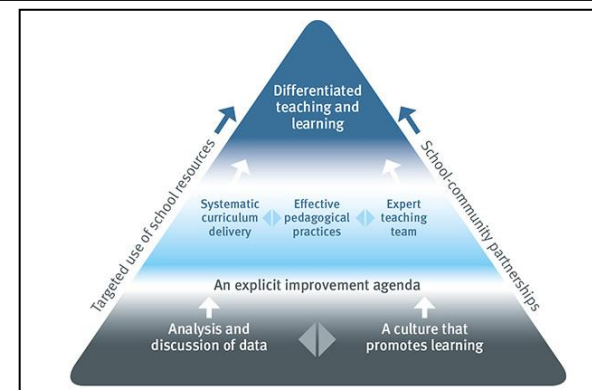 Differentiated
teaching and
learning
Targeted use of school resources
School-community partnerships
Systematic
curriculum
delivery
Effective
pedagogical
practices
Expert
teaching
team
An explicit improvement agenda
Analysis and
discussion of data
A culture that
promotes learning